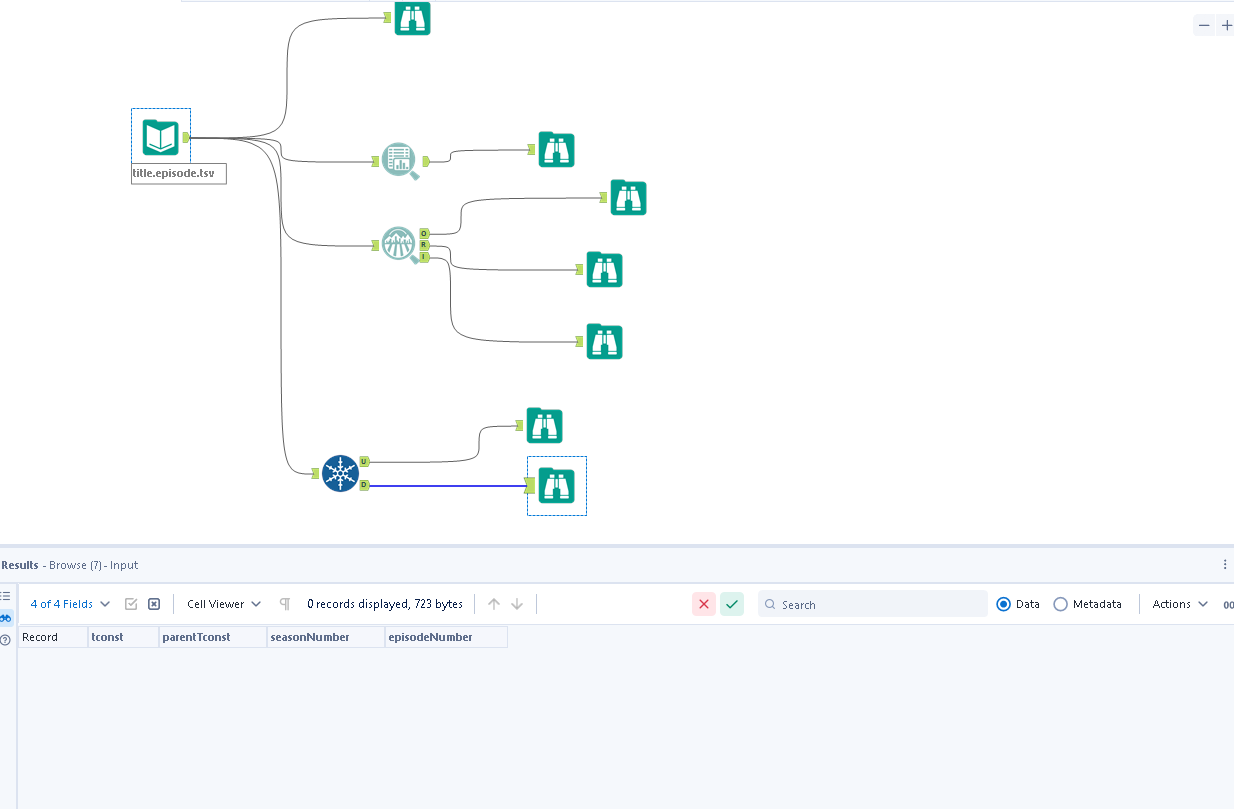 title.episode.tsv
O
R
I
U
D
Results - Browse (7) - Input
4 of 4 Fields Cell Viewer 0 records displayed, 723 bytes Search Data Metadata Actions
Record tconst parentTconst seasonNumber episodeNumber